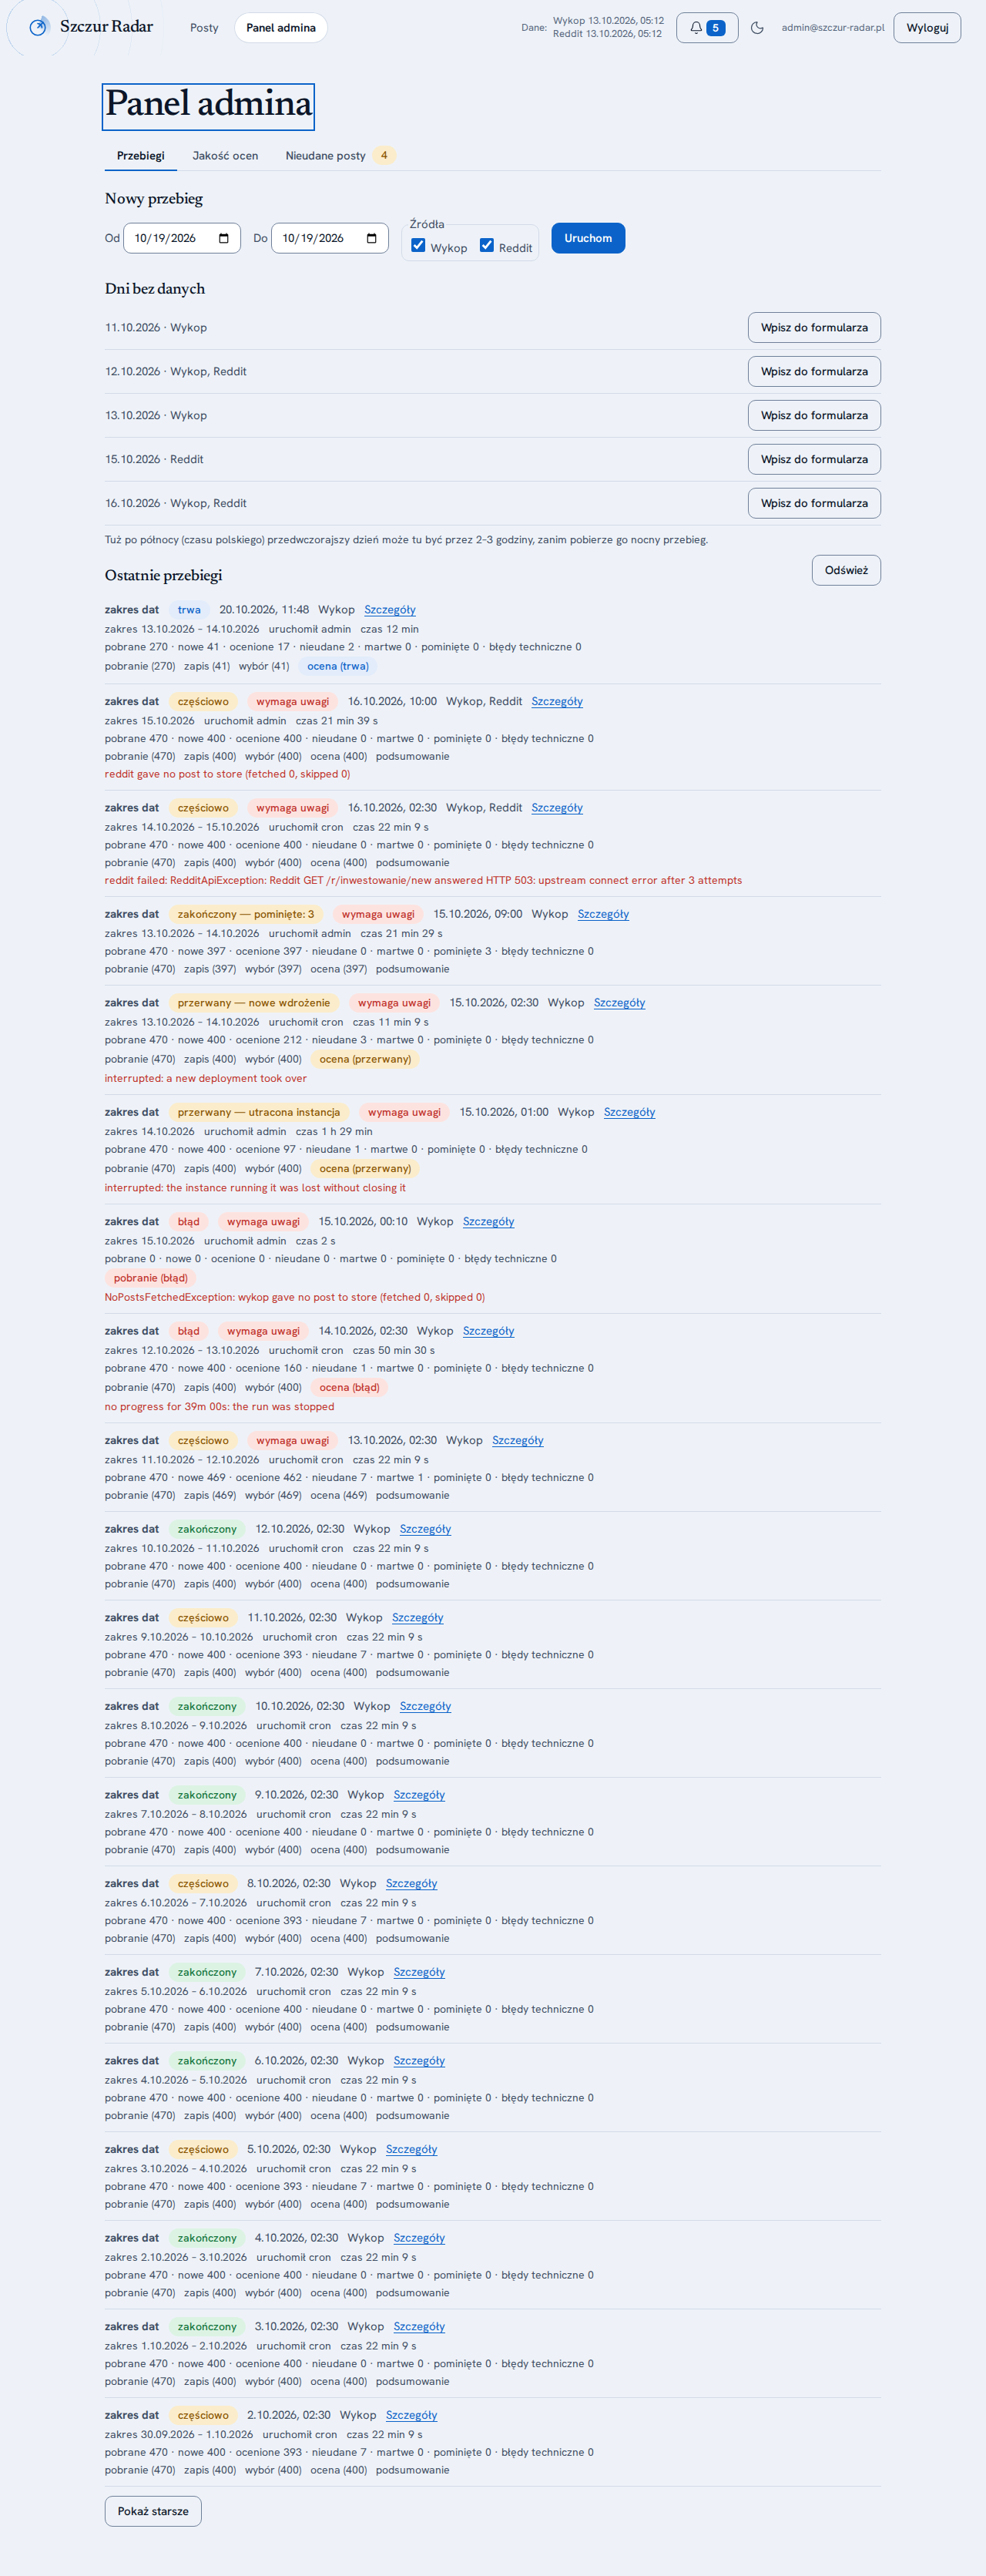 Szczur Radar Posty Panel admina Dane: Wykop 13.10.2026, 05:12 5 admin@szczur-radar.pl Wyloguj
Reddit 13.10.2026, 05:12
Panel admina
Przebiegi Jakość ocen Nieudane posty 4
Nowy przebieg
Od 10/19/2026 Do 10/19/2026 Źródła Wykop Reddit Uruchom
Dni bez danych
11.10.2026 · Wykop Wpisz do formularza
12.10.2026 · Wykop, Reddit Wpisz do formularza
13.10.2026 · Wykop Wpisz do formularza
15.10.2026 · Reddit Wpisz do formularza
16.10.2026 · Wykop, Reddit Wpisz do formularza
Tuż po północy (czasu polskiego) przedwczorajszy dzień może tu być przez 2–3 godziny, zanim pobierze go nocny przebieg.
Ostatnie przebiegi Odśwież
zakres dat trwa 20.10.2026, 11:48 Wykop Szczegóły
zakres 13.10.2026 – 14.10.2026 uruchomił admin czas 12 min
pobrane 270 · nowe 41 · ocenione 17 · nieudane 2 · martwe 0 · pominięte 0 · błędy techniczne 0
pobranie (270) zapis (41) wybór (41) ocena (trwa)
zakres dat częściowo wymaga uwagi 16.10.2026, 10:00 Wykop, Reddit Szczegóły
zakres 15.10.2026 uruchomił admin czas 21 min 39 s
pobrane 470 · nowe 400 · ocenione 400 · nieudane 0 · martwe 0 · pominięte 0 · błędy techniczne 0
pobranie (470) zapis (400) wybór (400) ocena (400) podsumowanie
reddit gave no post to store (fetched 0, skipped 0)
zakres dat częściowo wymaga uwagi 16.10.2026, 02:30 Wykop, Reddit Szczegóły
zakres 14.10.2026 – 15.10.2026 uruchomił cron czas 22 min 9 s
pobrane 470 · nowe 400 · ocenione 400 · nieudane 0 · martwe 0 · pominięte 0 · błędy techniczne 0
pobranie (470) zapis (400) wybór (400) ocena (400) podsumowanie
reddit failed: RedditApiException: Reddit GET /r/inwestowanie/new answered HTTP 503: upstream connect error after 3 attempts
zakres dat zakończony — pominięte: 3 wymaga uwagi 15.10.2026, 09:00 Wykop Szczegóły
zakres 13.10.2026 – 14.10.2026 uruchomił admin czas 21 min 29 s
pobrane 470 · nowe 397 · ocenione 397 · nieudane 0 · martwe 0 · pominięte 3 · błędy techniczne 0
pobranie (470) zapis (397) wybór (397) ocena (397) podsumowanie
zakres dat przerwany — nowe wdrożenie wymaga uwagi 15.10.2026, 02:30 Wykop Szczegóły
zakres 13.10.2026 – 14.10.2026 uruchomił cron czas 11 min 9 s
pobrane 470 · nowe 400 · ocenione 212 · nieudane 3 · martwe 0 · pominięte 0 · błędy techniczne 0
pobranie (470) zapis (400) wybór (400) ocena (przerwany)
interrupted: a new deployment took over
zakres dat przerwany — utracona instancja wymaga uwagi 15.10.2026, 01:00 Wykop Szczegóły
zakres 14.10.2026 uruchomił admin czas 1 h 29 min
pobrane 470 · nowe 400 · ocenione 97 · nieudane 1 · martwe 0 · pominięte 0 · błędy techniczne 0
pobranie (470) zapis (400) wybór (400) ocena (przerwany)
interrupted: the instance running it was lost without closing it
zakres dat błąd wymaga uwagi 15.10.2026, 00:10 Wykop Szczegóły
zakres 15.10.2026 uruchomił admin czas 2 s
pobrane 0 · nowe 0 · ocenione 0 · nieudane 0 · martwe 0 · pominięte 0 · błędy techniczne 0
pobranie (błąd)
NoPostsFetchedException: wykop gave no post to store (fetched 0, skipped 0)
zakres dat błąd wymaga uwagi 14.10.2026, 02:30 Wykop Szczegóły
zakres 12.10.2026 – 13.10.2026 uruchomił cron czas 50 min 30 s
pobrane 470 · nowe 400 · ocenione 160 · nieudane 1 · martwe 0 · pominięte 0 · błędy techniczne 0
pobranie (470) zapis (400) wybór (400) ocena (błąd)
no progress for 39m 00s: the run was stopped
zakres dat częściowo wymaga uwagi 13.10.2026, 02:30 Wykop Szczegóły
zakres 11.10.2026 – 12.10.2026 uruchomił cron czas 22 min 9 s
pobrane 470 · nowe 469 · ocenione 462 · nieudane 7 · martwe 1 · pominięte 0 · błędy techniczne 0
pobranie (470) zapis (469) wybór (469) ocena (469) podsumowanie
zakres dat zakończony 12.10.2026, 02:30 Wykop Szczegóły
zakres 10.10.2026 – 11.10.2026 uruchomił cron czas 22 min 9 s
pobrane 470 · nowe 400 · ocenione 400 · nieudane 0 · martwe 0 · pominięte 0 · błędy techniczne 0
pobranie (470) zapis (400) wybór (400) ocena (400) podsumowanie
zakres dat częściowo 11.10.2026, 02:30 Wykop Szczegóły
zakres 9.10.2026 – 10.10.2026 uruchomił cron czas 22 min 9 s
pobrane 470 · nowe 400 · ocenione 393 · nieudane 7 · martwe 0 · pominięte 0 · błędy techniczne 0
pobranie (470) zapis (400) wybór (400) ocena (400) podsumowanie
zakres dat zakończony 10.10.2026, 02:30 Wykop Szczegóły
zakres 8.10.2026 – 9.10.2026 uruchomił cron czas 22 min 9 s
pobrane 470 · nowe 400 · ocenione 400 · nieudane 0 · martwe 0 · pominięte 0 · błędy techniczne 0
pobranie (470) zapis (400) wybór (400) ocena (400) podsumowanie
zakres dat zakończony 9.10.2026, 02:30 Wykop Szczegóły
zakres 7.10.2026 – 8.10.2026 uruchomił cron czas 22 min 9 s
pobrane 470 · nowe 400 · ocenione 400 · nieudane 0 · martwe 0 · pominięte 0 · błędy techniczne 0
pobranie (470) zapis (400) wybór (400) ocena (400) podsumowanie
zakres dat częściowo 8.10.2026, 02:30 Wykop Szczegóły
zakres 6.10.2026 – 7.10.2026 uruchomił cron czas 22 min 9 s
pobrane 470 · nowe 400 · ocenione 393 · nieudane 7 · martwe 0 · pominięte 0 · błędy techniczne 0
pobranie (470) zapis (400) wybór (400) ocena (400) podsumowanie
zakres dat zakończony 7.10.2026, 02:30 Wykop Szczegóły
zakres 5.10.2026 – 6.10.2026 uruchomił cron czas 22 min 9 s
pobrane 470 · nowe 400 · ocenione 400 · nieudane 0 · martwe 0 · pominięte 0 · błędy techniczne 0
pobranie (470) zapis (400) wybór (400) ocena (400) podsumowanie
zakres dat zakończony 6.10.2026, 02:30 Wykop Szczegóły
zakres 4.10.2026 – 5.10.2026 uruchomił cron czas 22 min 9 s
pobrane 470 · nowe 400 · ocenione 400 · nieudane 0 · martwe 0 · pominięte 0 · błędy techniczne 0
pobranie (470) zapis (400) wybór (400) ocena (400) podsumowanie
zakres dat częściowo 5.10.2026, 02:30 Wykop Szczegóły
zakres 3.10.2026 – 4.10.2026 uruchomił cron czas 22 min 9 s
pobrane 470 · nowe 400 · ocenione 393 · nieudane 7 · martwe 0 · pominięte 0 · błędy techniczne 0
pobranie (470) zapis (400) wybór (400) ocena (400) podsumowanie
zakres dat zakończony 4.10.2026, 02:30 Wykop Szczegóły
zakres 2.10.2026 – 3.10.2026 uruchomił cron czas 22 min 9 s
pobrane 470 · nowe 400 · ocenione 400 · nieudane 0 · martwe 0 · pominięte 0 · błędy techniczne 0
pobranie (470) zapis (400) wybór (400) ocena (400) podsumowanie
zakres dat zakończony 3.10.2026, 02:30 Wykop Szczegóły
zakres 1.10.2026 – 2.10.2026 uruchomił cron czas 22 min 9 s
pobrane 470 · nowe 400 · ocenione 400 · nieudane 0 · martwe 0 · pominięte 0 · błędy techniczne 0
pobranie (470) zapis (400) wybór (400) ocena (400) podsumowanie
zakres dat częściowo 2.10.2026, 02:30 Wykop Szczegóły
zakres 30.09.2026 – 1.10.2026 uruchomił cron czas 22 min 9 s
pobrane 470 · nowe 400 · ocenione 393 · nieudane 7 · martwe 0 · pominięte 0 · błędy techniczne 0
pobranie (470) zapis (400) wybór (400) ocena (400) podsumowanie
Pokaż starsze